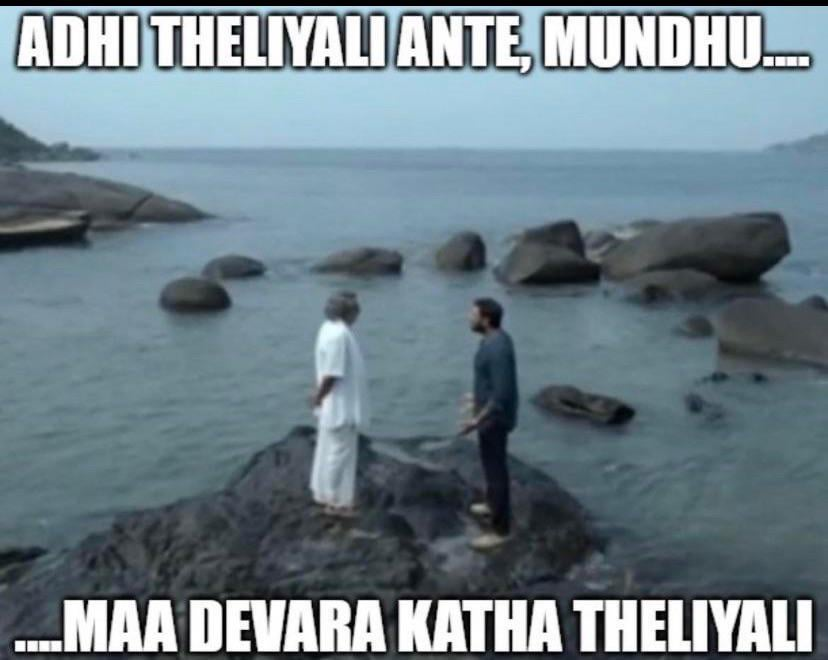 ADHI THELIYALI ANTE, MUNDHU....
....MAA DEVARA KATHA THELIYALI